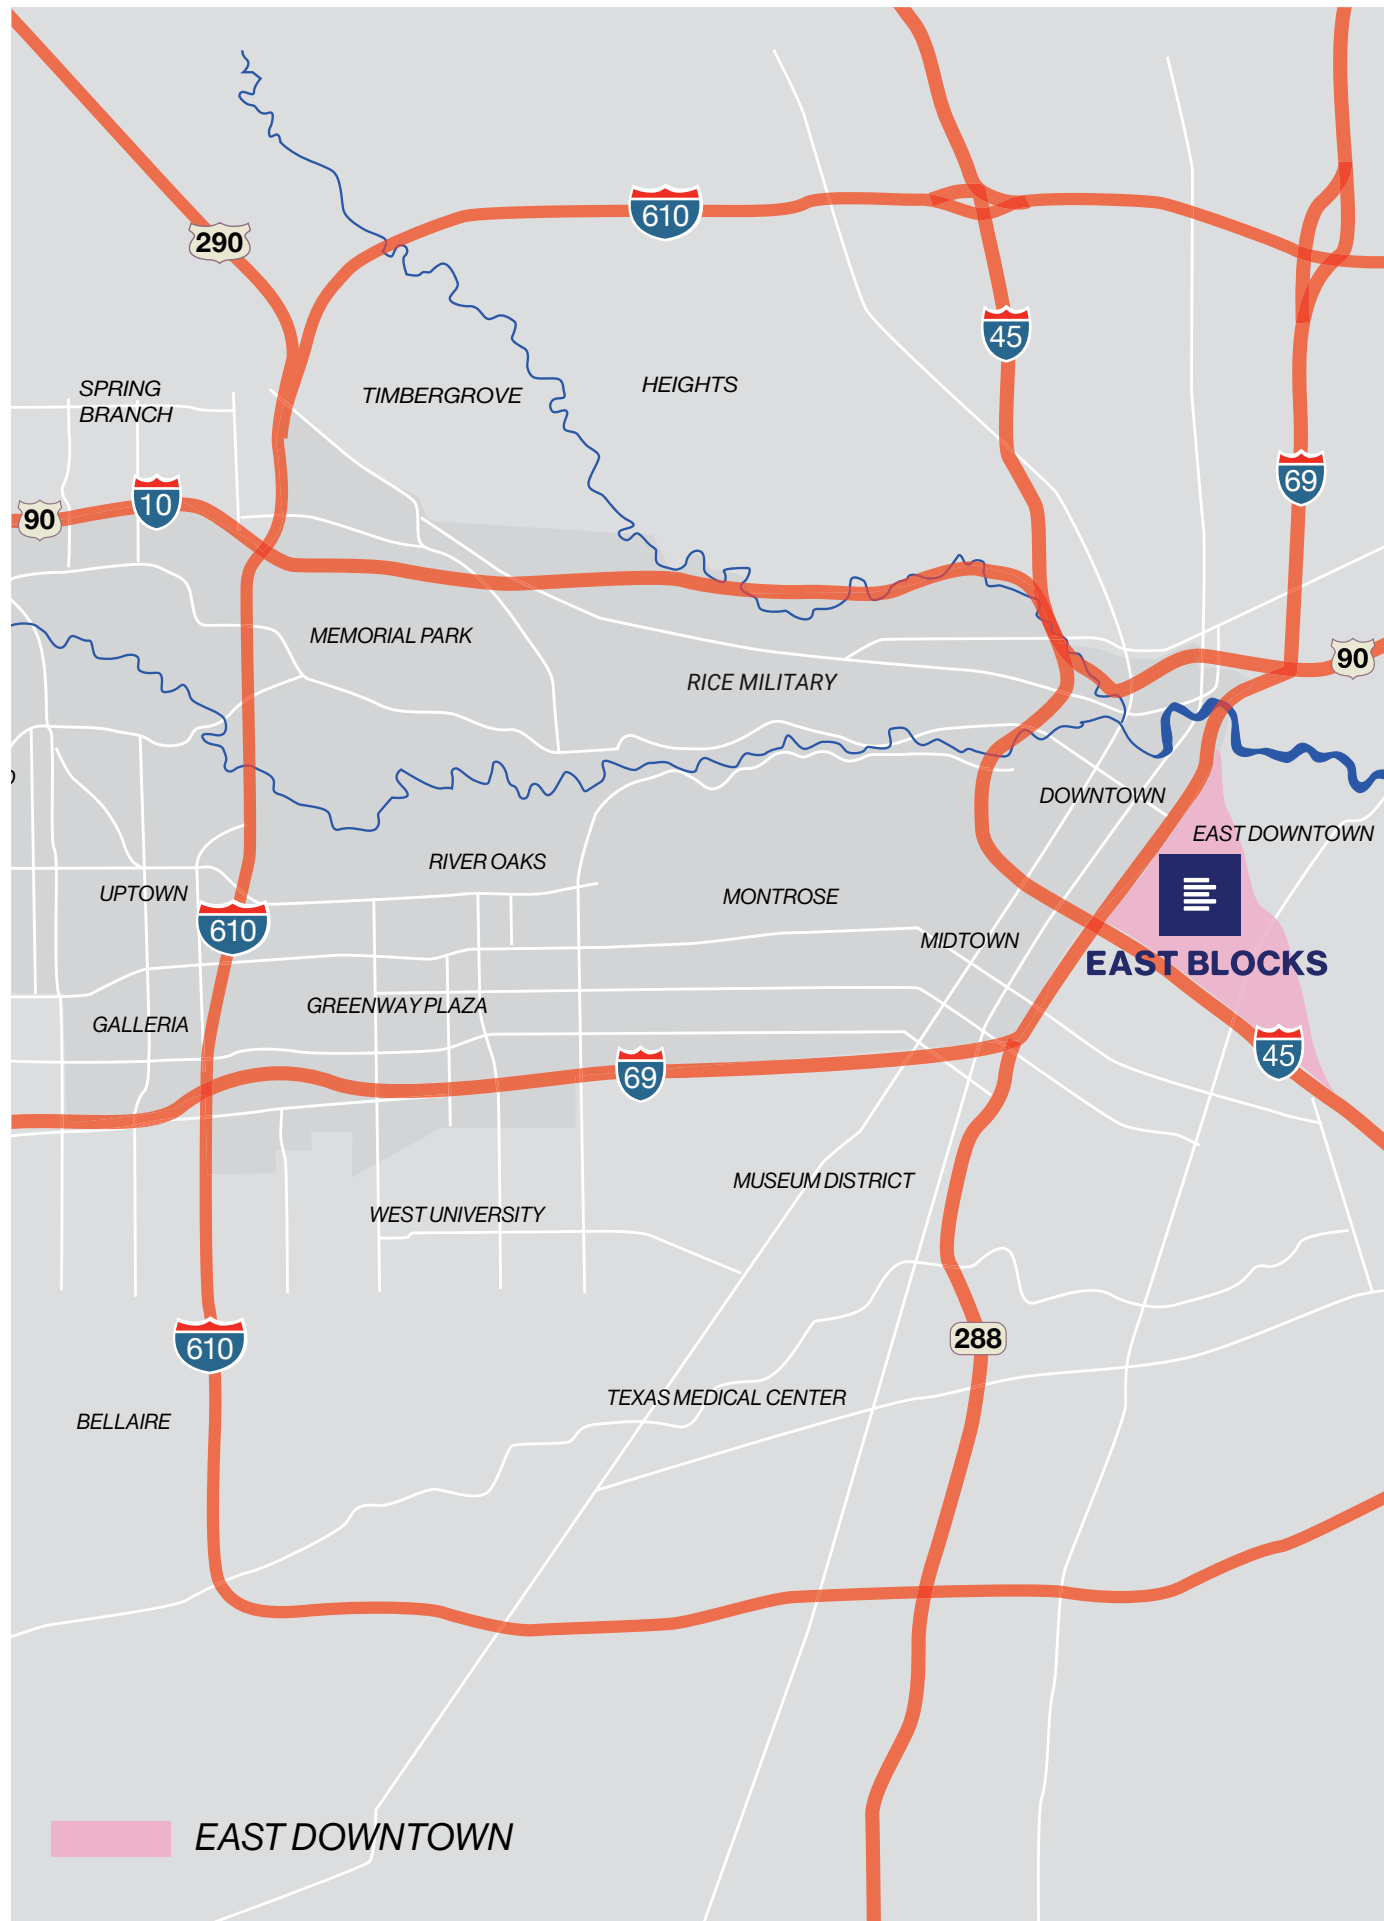 610
290
45
SPRING
BRANCH
TIMBERGROVE
HEIGHTS
69
10
90
MEMORIAL PARK
RICE MILITARY
90
DOWNTOWN
EAST DOWNTOWN
RIVER OAKS
UPTOWN
MONTROSE
610
MIDTOWN
EAST BLOCKS
GREENWAY PLAZA
GALLERIA
45
69
MUSEUM DISTRICT
WEST UNIVERSITY
288
610
TEXAS MEDICAL CENTER
BELLAIRE
EAST DOWNTOWN